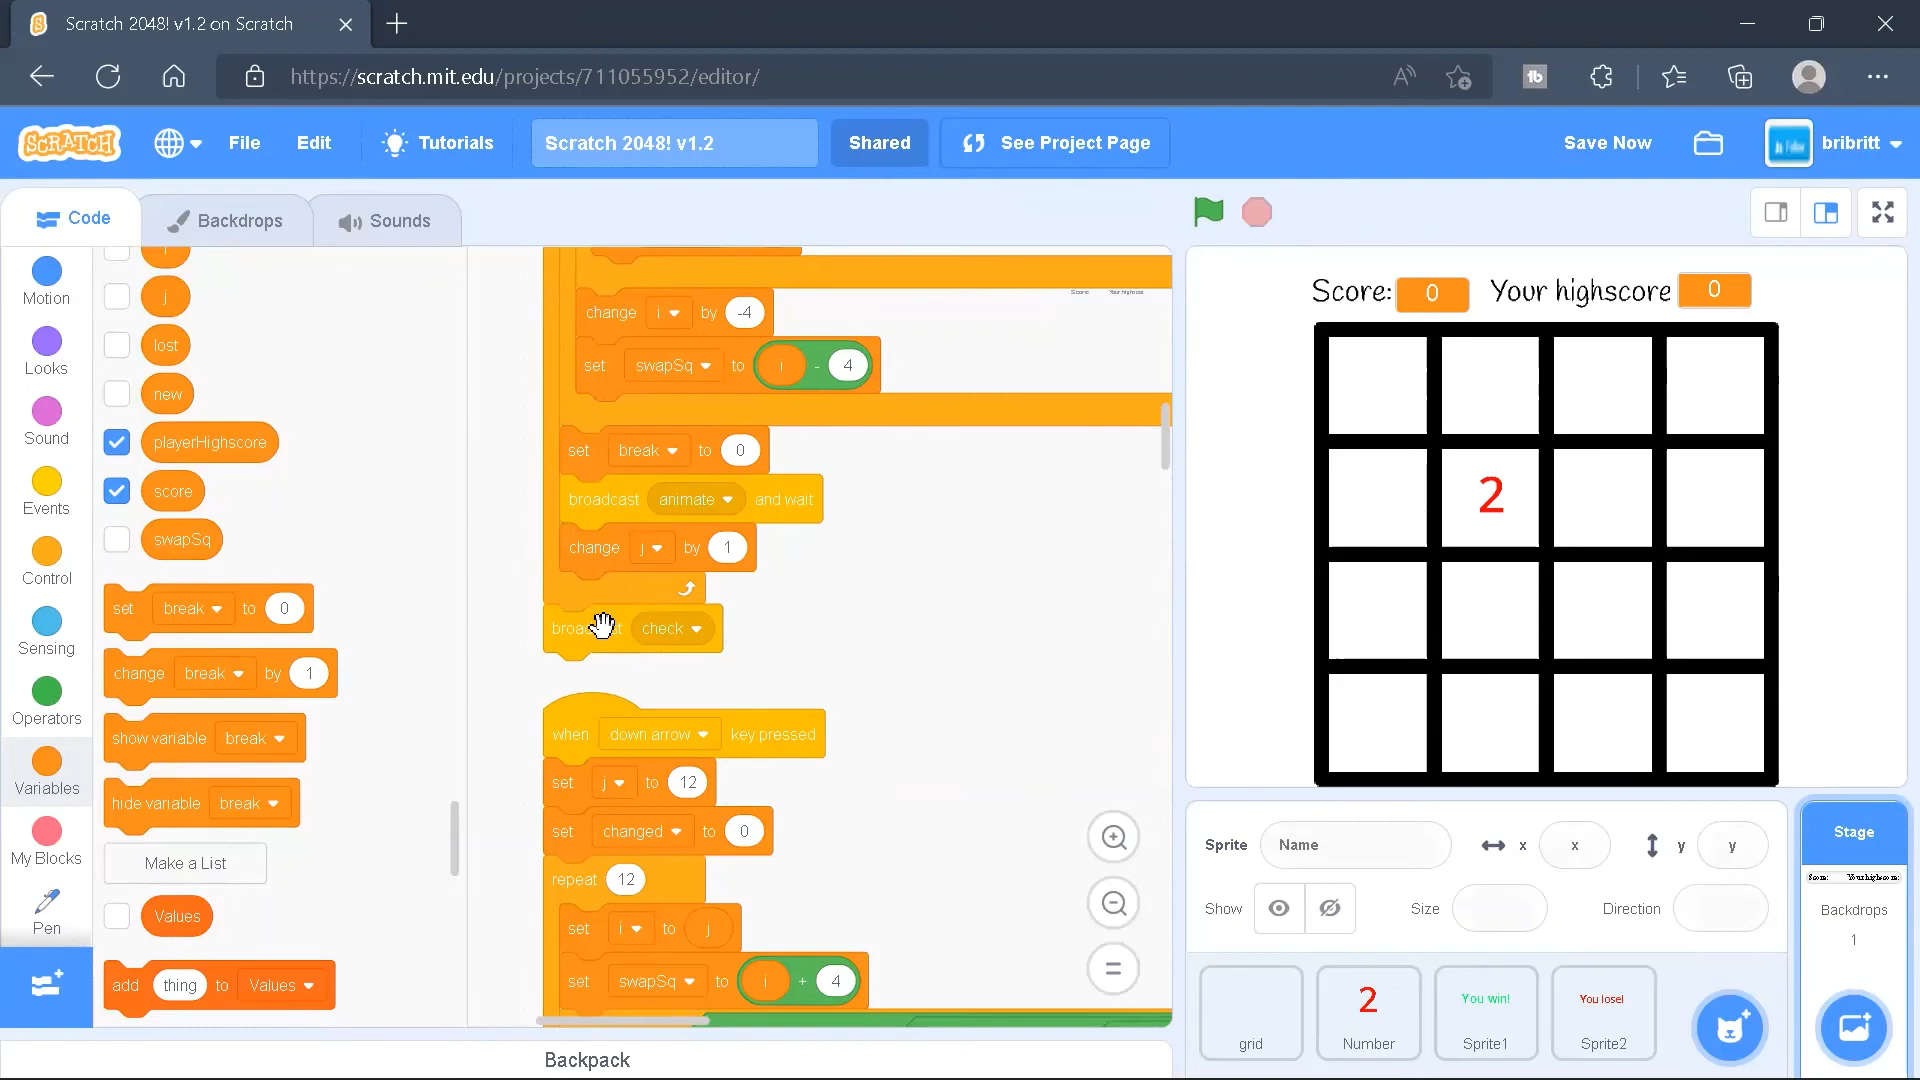 Scratch 2048! v1.2 on Scratch
https://scratch.mit.edu/projects/711055952/editor/
SCRATCH
File
Edit
Tutorials
Scratch 2048! v1.2
Shared
See Project Page
Save Now
bribritt
Code
Backdrops
Sounds
Motion
Looks
Sound
Events
Control
Sensing
Operators
Variables
My Blocks
Pen
j
lost
new
playerHighscore
score
swapSq
set break to 0
change break by 1
show variable break
hide variable break
Make a List
Values
add thing to Values
change i by -4
set swapSq to i - 4
set break to 0
broadcast animate and wait
change j by 1
check
when down arrow key pressed
set j to 12
set changed to 0
repeat 12
set i to j
set swapSq to i + 4
Backpack
Score: 0 Your highscore 0
2
Sprite Name x x y y
Show Size Direction
grid
2
Number
You win!
Sprite1
You lose!
Sprite2
Stage
Score: Your highscore:
Backdrops
1